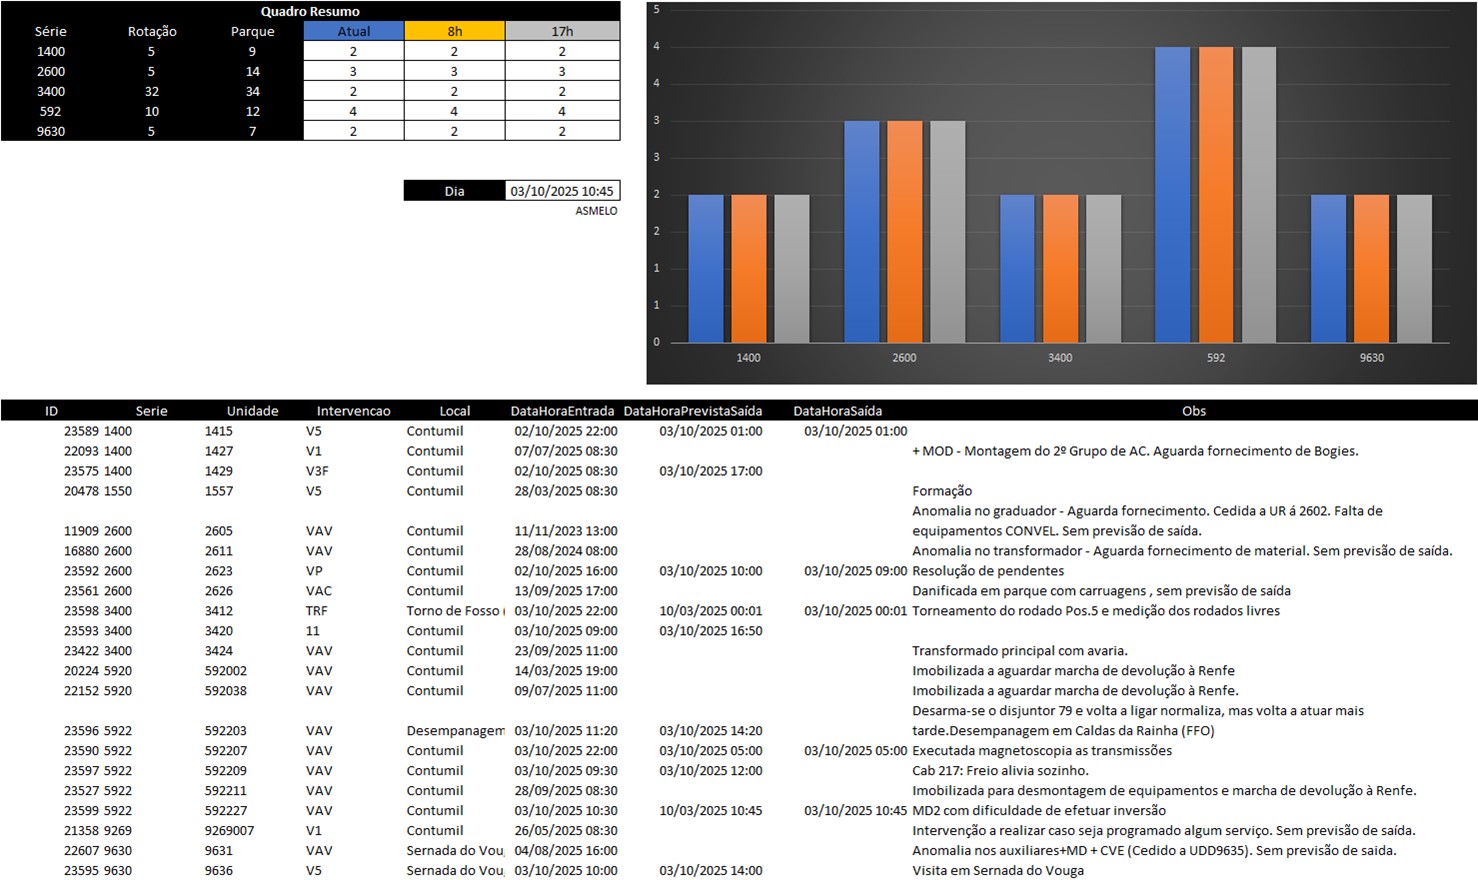 Quadro Resumo
Série Rotação Parque Atual 8h 17h
1400 5 9 2 2 2
2600 5 14 3 3 3
3400 32 34 2 2 2
592 10 12 4 4 4
9630 5 7 2 2 2
Dia 03/10/2025 10:45
ASMELO
5
4
4
3
3
2
2
1
1
0
1400 2600 3400 592 9630
ID Serie Unidade Intervencao Local DataHoraEntrada DataHoraPrevistaSaída DataHoraSaída Obs
23589 1400 1415 V5 Contumil 02/10/2025 22:00 03/10/2025 01:00 03/10/2025 01:00
22093 1400 1427 V1 Contumil 07/07/2025 08:30 + MOD - Montagem do 2º Grupo de AC. Aguarda fornecimento de Bogies.
23575 1400 1429 V3F Contumil 02/10/2025 08:30 03/10/2025 17:00
20478 1550 1557 V5 Contumil 28/03/2025 08:30 Formação
Anomalia no graduador - Aguarda fornecimento. Cedida a UR á 2602. Falta de
11909 2600 2605 VAV Contumil 11/11/2023 13:00 equipamentos CONVEL. Sem previsão de saída.
16880 2600 2611 VAV Contumil 28/08/2024 08:00 Anomalia no transformador - Aguarda fornecimento de material. Sem previsão de saída.
23592 2600 2623 VP Contumil 02/10/2025 16:00 03/10/2025 10:00 03/10/2025 09:00 Resolução de pendentes
23561 2600 2626 VAC Contumil 13/09/2025 17:00 Danificada em parque com carruagens , sem previsão de saída
23598 3400 3412 TRF Torno de Fosso ( 03/10/2025 22:00 10/03/2025 00:01 03/10/2025 00:01 Torneamento do rodado Pos.5 e medição dos rodados livres
23593 3400 3420 11 Contumil 03/10/2025 09:00 03/10/2025 16:50
23422 3400 3424 VAV Contumil 23/09/2025 11:00 Transformado principal com avaria.
20224 5920 592002 VAV Contumil 14/03/2025 19:00 Imobilizada a aguardar marcha de devolução à Renfe
22152 5920 592038 VAV Contumil 09/07/2025 11:00 Imobilizada a aguardar marcha de devolução à Renfe.
Desarma-se o disjuntor 79 e volta a ligar normaliza, mas volta a atuar mais
23596 5922 592203 VAV Desempanagem 03/10/2025 11:20 03/10/2025 14:20 tarde.Desempanagem em Caldas da Rainha (FFO)
23590 5922 592207 VAV Contumil 03/10/2025 22:00 03/10/2025 05:00 03/10/2025 05:00 Executada magnetoscopia as transmissões
23597 5922 592209 VAV Contumil 03/10/2025 09:30 03/10/2025 12:00 Cab 217: Freio alivia sozinho.
23527 5922 592211 VAV Contumil 28/09/2025 08:30 Imobilizada para desmontagem de equipamentos e marcha de devolução à Renfe.
23599 5922 592227 VAV Contumil 03/10/2025 10:30 10/03/2025 10:45 03/10/2025 10:45 MD2 com dificuldade de efetuar inversão
21358 9269 9269007 V1 Contumil 26/05/2025 08:30 Intervenção a realizar caso seja programado algum serviço. Sem previsão de saída.
22607 9630 9631 VAV Sernada do Vou 04/08/2025 16:00 Anomalia nos auxiliares+MD + CVE (Cedido a UDD9635). Sem previsão de saida.
23595 9630 9636 V5 Sernada do Vou 03/10/2025 10:00 03/10/2025 14:00 Visita em Sernada do Vouga